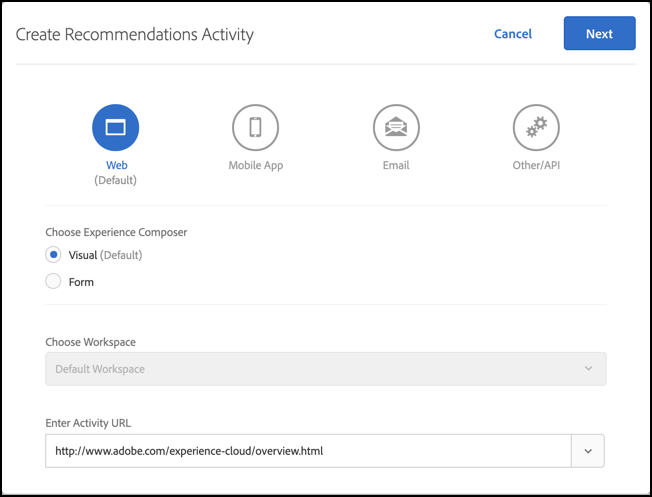 Create Recommendations Activity
Cancel
Next
Web
(Default)
Mobile App
Email
Other/API
Choose Experience Composer
Visual (Default)
Form
Choose Workspace
Default Workspace
Enter Activity URL
http://www.adobe.com/experience-cloud/overview.html